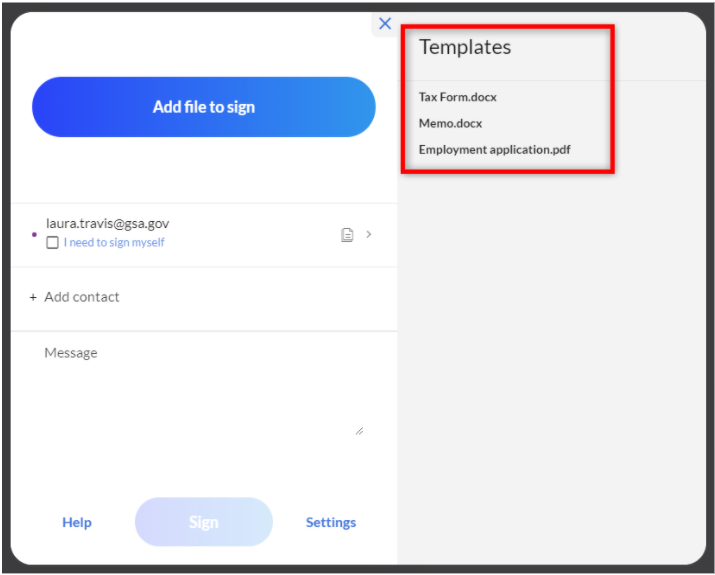 Add file to sign
laura.travis@gsa.gov
I need to sign myself
+ Add contact
Message
Help
Sign
Settings
Templates
Tax Form.docx
Memo.docx
Employment application.pdf